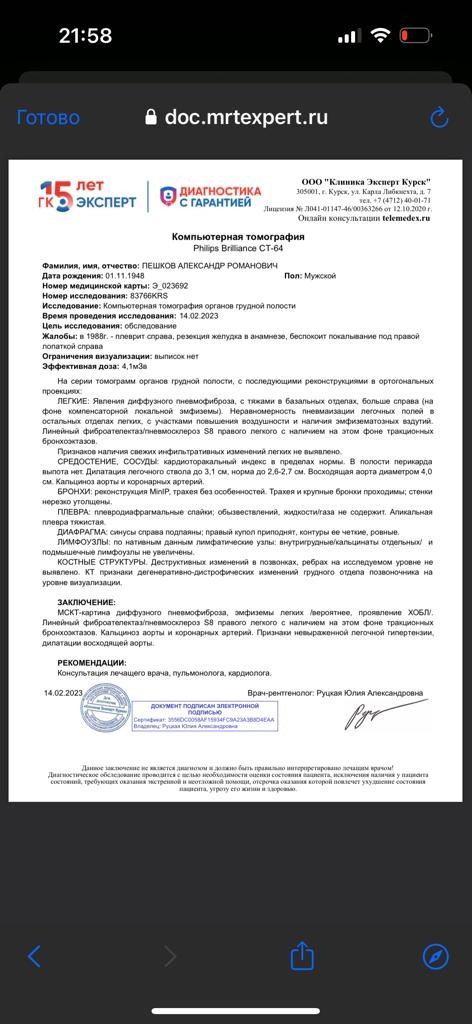 21:58
Готово
doc.mrtexpert.ru
15 лет
ГК ЭКСПЕРТ
ДИАГНОСТИКА
С ГАРАНТИЕЙ
ООО "Клиника Эксперт Курск"
305001, г. Курск, ул. Карла Либкнехта, д. 7
тел. +7 (4712) 40-01-71
Лицензия № Л041-01147-46/00363266 от 12.10.2020 г.
Онлайн консультации telemedex.ru
Компьютерная томография
Philips Brilliance CT-64
Фамилия, имя, отчество: ПЕШКОВ АЛЕКСАНДР РОМАНОВИЧ
Дата рождения: 01.11.1948 Пол: Мужской
Номер медицинской карты: Э_023692
Номер исследования: 83766KRS
Исследование: Компьютерная томография органов грудной полости
Время проведения исследования: 14.02.2023
Цель исследования: обследование
Жалобы: в 1988г. - плеврит справа, резекция желудка в анамнезе, беспокоит покалывание под правой
лопаткой справа
Ограничения визуализации: выписок нет
Эффективная доза: 4,1мЗв
На серии томограмм органов грудной полости, с последующими реконструкциями в ортогональных
проекциях:
ЛЕГКИЕ: Явления диффузного пневмофиброза, с тяжами в базальных отделах, больше справа (на
фоне компенсаторной локальной эмфиземы). Неравномерность пневмаизации легочных полей в
остальных отделах легких, с участками повышения воздушности и наличия эмфизематозных вздутий.
Линейный фиброателектаз/пневмосклероз S8 правого легкого с наличием на этом фоне тракционных
бронхоэктазов.
Признаков наличия свежих инфильтративных изменений легких не выявлено.
СРЕДОСТЕНИЕ, СОСУДЫ: кардиоторакальный индекс в пределах нормы. В полости перикарда
выпота нет. Дилатация легочного ствола до 3,1 см, норма до 2,6-2,7 см. Восходящая аорта диаметром 4,0
см. Кальциноз аорты и коронарных артерий.
БРОНХИ: реконструкция MinIP, трахея без особенностей. Трахея и крупные бронхи проходимы; стенки
нерезко утолщены.
ПЛЕВРА: плевродиафрагмальные спайки; обызвествлений, жидкости/газа не содержит. Апикальная
плевра тяжистая.
ДИАФРАГМА: синусы справа подпаяны; правый купол приподнят, контуры ее четкие, ровные.
ЛИМФОУЗЛЫ: по нативным данным лимфатические узлы: внутригрудные/кальцинаты отдельных/ и
подмышечные лимфоузлы не увеличены.
КОСТНЫЕ СТРУКТУРЫ. Деструктивных изменений в позвонках, ребрах на исследуемом уровне не
выявлено. КТ признаки дегенеративно-дистрофических изменений грудного отдела позвоночника на
уровне визуализации.
ЗАКЛЮЧЕНИЕ:
МСКТ-картина диффузного пневмофиброза, эмфиземы легких /вероятнее, проявление ХОБЛ/.
Линейный фиброателектаз/пневмосклероз S8 правого легкого с наличием на этом фоне тракционных
бронхоэктазов. Кальциноз аорты и коронарных артерий. Признаки невыраженной легочной гипертензии,
дилатации восходящей аорты.
РЕКОМЕНДАЦИИ:
Консультация лечащего врача, пульмонолога, кардиолога.
14.02.2023 Врач-рентгенолог: Руцкая Юлия Александровна
ДОКУМЕНТ ПОДПИСАН ЭЛЕКТРОННОЙ
ПОДПИСЬЮ
Сертификат: 3556DC0058AF15934FC9A23A3B8D4EAA
Владелец: Руцкая Юлия Александровна
Данное заключение не является диагнозом и должно быть правильно интерпретировано лечащим врачом!
Диагностическое обследование проводится с целью необходимости оценки состояния пациента, исключения наличия у пациента
состояний, требующих оказания экстренной и неотложной помощи, отсрочка оказания которой повлечет ухудшение состояния
пациента, угрозу его жизни и здоровью.